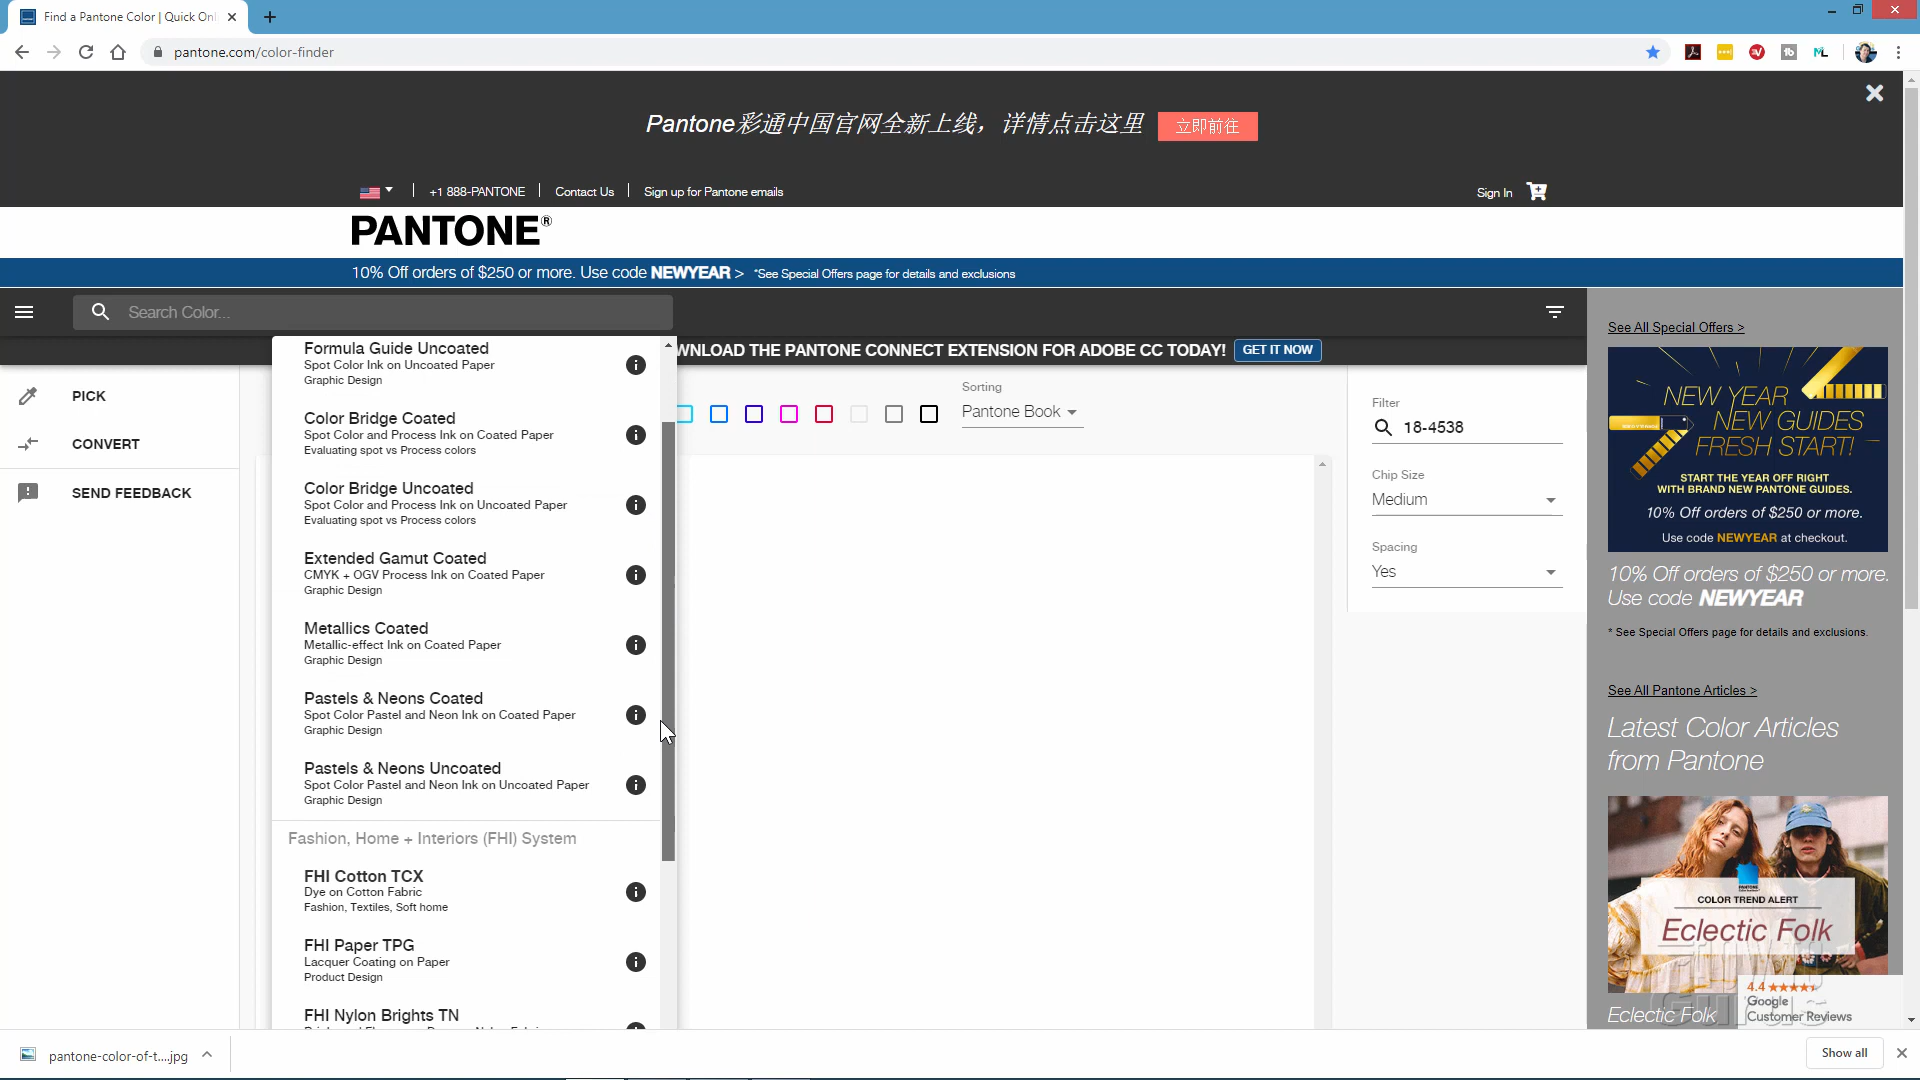 Find a Pantone Color | Quick Onl
pantone.com/color-finder
Pantone彩通中国官网全新上线，详情点击这里
立即前往
+1 888-PANTONE
Contact Us
Sign up for Pantone emails
Sign In
PANTONE®
10% Off orders of $250 or more. Use code NEWYEAR > *See Special Offers page for details and exclusions
Search Color...
WNLOAD THE PANTONE CONNECT EXTENSION FOR ADOBE CC TODAY!
GET IT NOW
PICK
CONVERT
SEND FEEDBACK
Formula Guide Uncoated
Spot Color Ink on Uncoated Paper
Graphic Design
Color Bridge Coated
Spot Color and Process Ink on Coated Paper
Evaluating spot vs Process colors
Color Bridge Uncoated
Spot Color and Process Ink on Uncoated Paper
Evaluating spot vs Process colors
Extended Gamut Coated
CMYK + OGV Process Ink on Coated Paper
Graphic Design
Metallics Coated
Metallic-effect Ink on Coated Paper
Graphic Design
Pastels & Neons Coated
Spot Color Pastel and Neon Ink on Coated Paper
Graphic Design
Pastels & Neons Uncoated
Spot Color Pastel and Neon Ink on Uncoated Paper
Graphic Design
Fashion, Home + Interiors (FHI) System
FHI Cotton TCX
Dye on Cotton Fabric
Fashion, Textiles, Soft home
FHI Paper TPG
Lacquer Coating on Paper
Product Design
FHI Nylon Brights TN
Sorting
Pantone Book
Filter
18-4538
Chip Size
Medium
Spacing
Yes
See All Special Offers >
NEW YEAR
NEW GUIDES
FRESH START!
START THE YEAR OFF RIGHT
WITH BRAND NEW PANTONE GUIDES.
10% Off orders of $250 or more.
Use code NEWYEAR at checkout.
10% Off orders of $250 or more.
Use code NEWYEAR
* See Special Offers page for details and exclusions.
See All Pantone Articles >
Latest Color Articles
from Pantone
COLOR TREND ALERT
Eclectic Folk
4.4
Google
Customer Reviews
Eclectic Folk
pantone-color-of-t....jpg
Show all